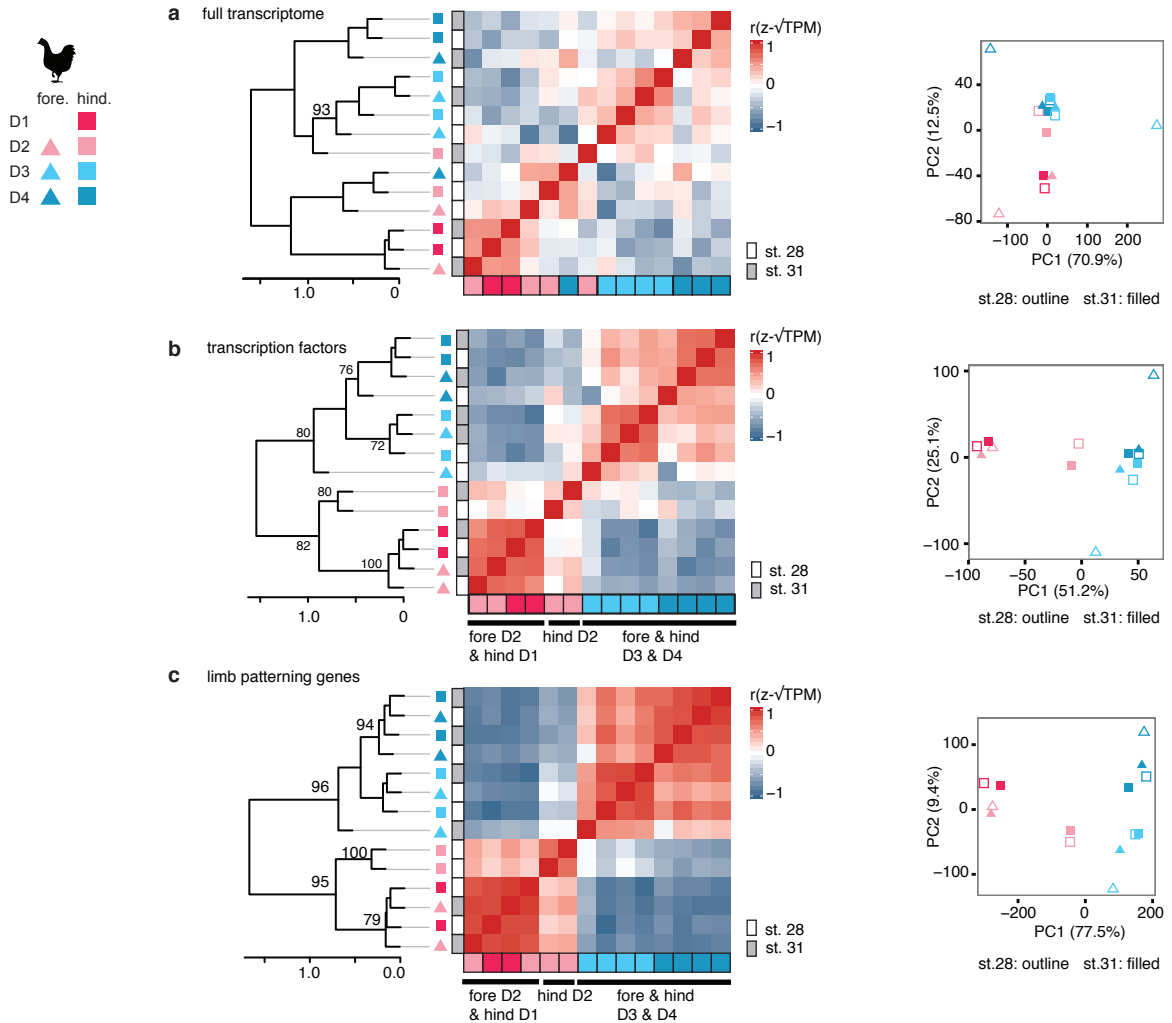 a full transcriptome
fore. hind.
D1
D2
D3
D4
93
1.0 0
r(z-√TPM)
1
0
−1
st. 28
st. 31
PC2 (12.5%)
40
0
−40
−80
−100 0 100 200
PC1 (70.9%)
st.28: outline st.31: filled
b transcription factors
76
80
72
80
82
100
1.0 0
r(z-√TPM)
1
0
−1
st. 28
st. 31
fore D2
& hind D1
hind D2
fore & hind
D3 & D4
PC2 (25.1%)
100
0
−100
−100 −50 0 50
PC1 (51.2%)
st.28: outline st.31: filled
c limb patterning genes
94
96
100
95
79
1.0 0.0
r(z-√TPM)
1
0
−1
st. 28
st. 31
fore D2
& hind D1
hind D2
fore & hind
D3 & D4
PC2 (9.4%)
100
0
−100
−200 0 200
PC1 (77.5%)
st.28: outline st.31: filled